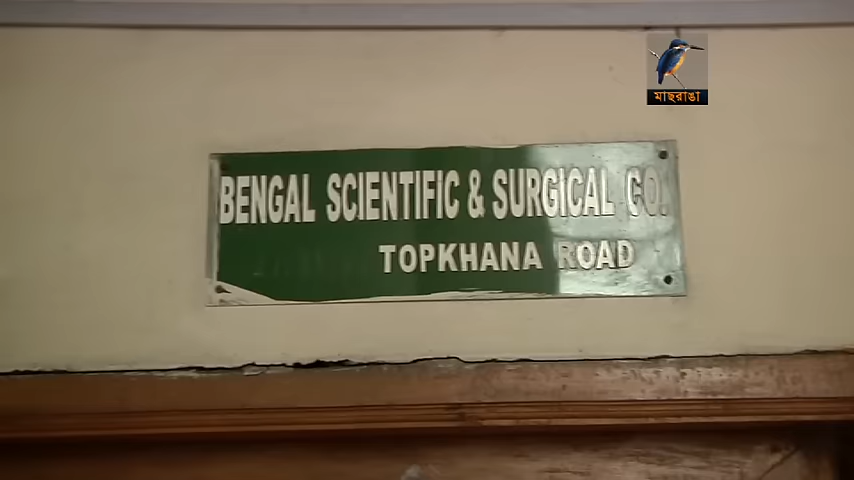 মাছরাঙা
BENGAL SCIENTIFIC & SURGICAL CO.
TOPKHANA ROAD